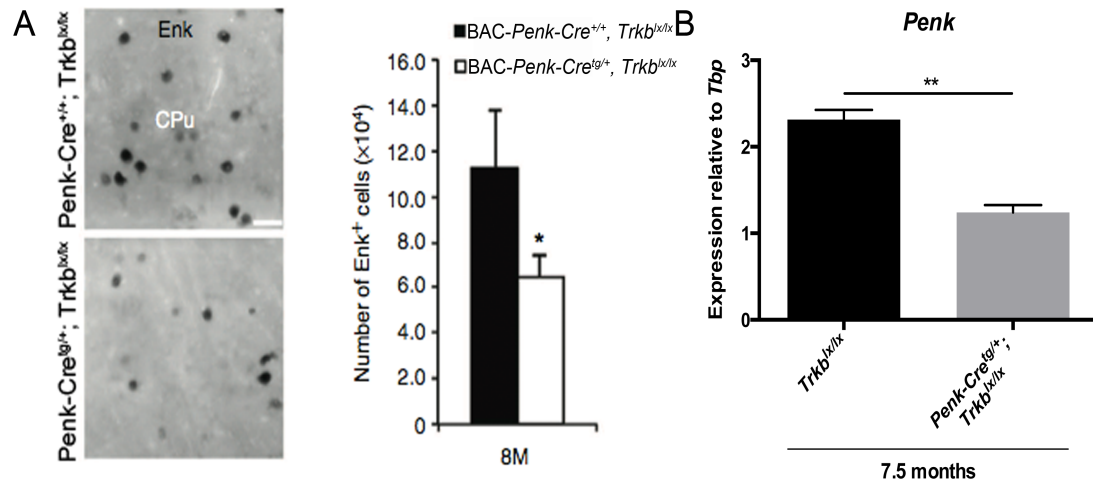 A
Penk-Cre+/+; Trkblx/lx
Enk
CPu
Penk-Cretg/+; Trkblx/lx
BAC-Penk-Cre+/+, Trkblx/lx
BAC-Penk-Cretg/+, Trkblx/lx
Number of Enk+ cells (×104)
16.0
14.0
12.0
10.0
8.0
6.0
4.0
2.0
0
*
8M
B
Penk
Expression relative to Tbp
3
2
1
0
**
Trkblx/lx
Penk-Cretg/+;
Trkblx/lx
7.5 months